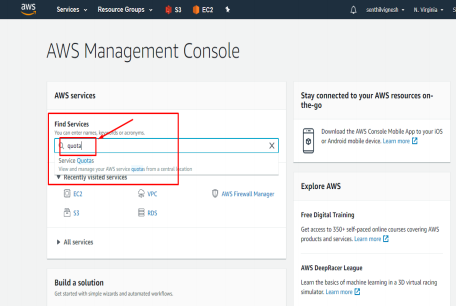 aws
Services
Resource Groups
S3
EC2
senthilvignesh
N. Virginia
S
AWS Management Console
AWS services
Find Services
You can enter names, keywords or acronyms.
quota
X
Service Quotas
View and manage your AWS service quotas from a central location
Recently visited services
EC2
VPC
AWS Firewall Manager
S3
RDS
All services
Build a solution
Get started with simple wizards and automated workflows.
Stay connected to your AWS resources on-
the-go
Download the AWS Console Mobile App to your iOS
or Android mobile device. Learn more
Explore AWS
Free Digital Training
Get access to 350+ self-paced online courses covering AWS
products and services. Learn more
AWS DeepRacer League
Learn the basics of machine learning in a 3D virtual racing
simulator. Learn more